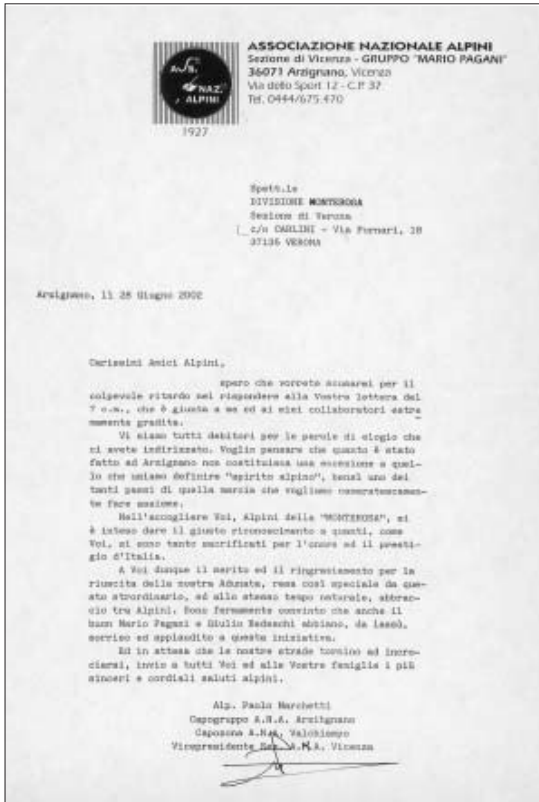 A.N.A.
NAZ.
ALPINI
1927
ASSOCIAZIONE NAZIONALE ALPINI
Sezione di Vicenza - GRUPPO "MARIO PAGANI"
36071 Arzignano, Vicenza
Via dello Sport 12 - C.P. 37
Tel. 0444/675.470
Spett.le
DIVISIONE MONTEROSA
Sezione di Verona
c/o CARLINI - Via Fornari, 18
37135 VERONA
Arzignano, li 28 Giugno 2002
Carissimi Amici Alpini,
spero che vorrete scusarmi per il
colpevole ritardo nel rispondere alla Vostra lettera del
7 c.m., che è giunta a me ed ai miei collaboratori estre
mamente gradita.
Vi siamo tutti debitori per le parole di elogio che
ci avete indirizzato. Voglio pensare che quanto è stato
fatto ad Arzignano non costituisca una eccezione a quel-
lo che usiamo definire "spirito alpino", bensì uno dei
tanti passi di quella marcia che vogliamo cameratescamen-
te fare assieme.
Nell'accogliere Voi, Alpini della "MONTEROSA", si
è inteso dare il giusto riconoscimento a quanti, come
Voi, si sono tanto sacrificati per l'onore ed il presti-
gio d'Italia.
A Voi dunque il merito ed il ringraziamento per la
riuscita della nostra Adunata, resa così speciale da que-
sto straordinario, ed allo stesso tempo naturale, abbrac-
cio tra Alpini. Sono fermamente convinto che anche il
buon Mario Pagani e Giulio Bedeschi abbiano, da lassù,
sorriso ed applaudito a questa iniziativa.
Ed in attesa che le nostre strade tornino ad incro-
ciarsi, invio a tutti Voi ed alle Vostre famiglie i più
sinceri e cordiali saluti alpini.
Alp. Paolo Marchetti
Capogruppo A.N.A. Arzignano
Capozona A.N.A. Valchiampo
Vicepresidente Sez. A.N.A. Vicenza